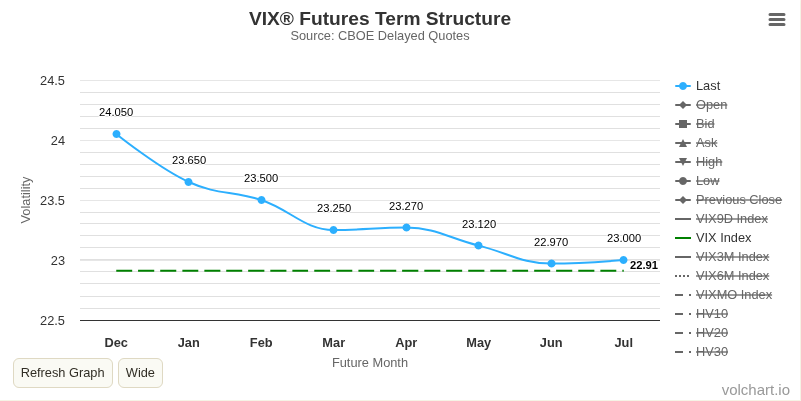 VIX® Futures Term Structure
Source: CBOE Delayed Quotes
24.5
24
23.5
23
22.5
Volatility
24.050
23.650
23.500
23.250
23.270
23.120
22.970
23.000
22.91
Dec Jan Feb Mar Apr May Jun Jul
Future Month
Last
Open
Bid
Ask
High
Low
Previous Close
VIX9D Index
VIX Index
VIX3M Index
VIX6M Index
VIXMO Index
HV10
HV20
HV30
Refresh Graph Wide
volchart.io